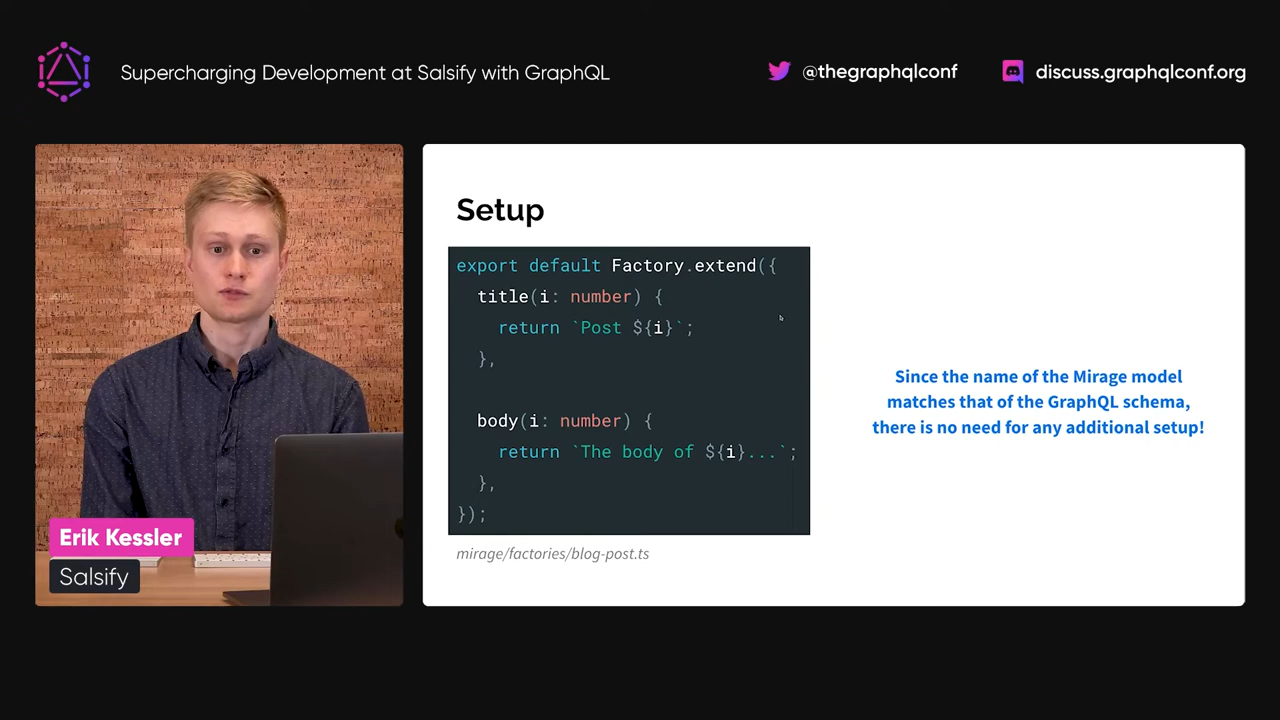 Supercharging Development at Salsify with GraphQL
@thegraphqlconf
discuss.graphqlconf.org
Setup
export default Factory.extend({
title(i: number) {
return `Post ${i}`;
},
body(i: number) {
return `The body of ${i}...`;
},
});
mirage/factories/blog-post.ts
Since the name of the Mirage model
matches that of the GraphQL schema,
there is no need for any additional setup!
Erik Kessler
Salsify